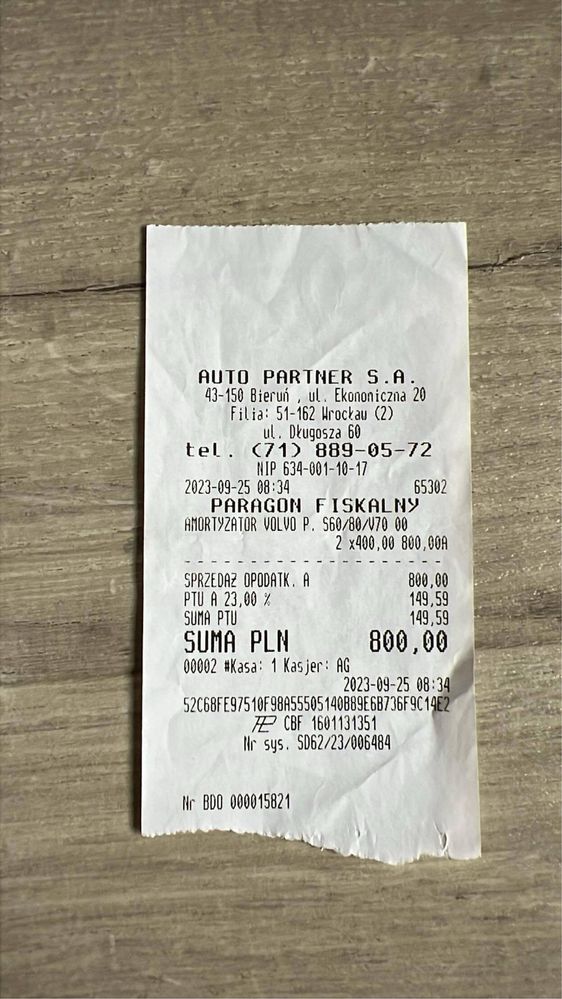 AUTO PARTNER S.A.
43-150 Bieruń , ul. Ekonomiczna 20
Filia: 51-162 Wrocław (2)
ul. Długosza 60
tel. (71) 889-05-72
NIP 634-001-10-17
2023-09-25 08:34 65302
PARAGON FISKALNY
AMORTYZATOR VOLVO P. S60/80/V70 00
2 x400,00 800,00A
- - - - - - - - - - - - - - - - - - - -
SPRZEDAŻ OPODATK. A 800,00
PTU A 23,00 % 149,59
SUMA PTU 149,59
SUMA PLN 800,00
00002 #Kasa: 1 Kasjer: AG
2023-09-25 08:34
52C68FE97510F98A55505140B89E6B736F9C14E2
CBF 1601131351
Nr sys. SD62/23/006484
Nr BDO 000015821